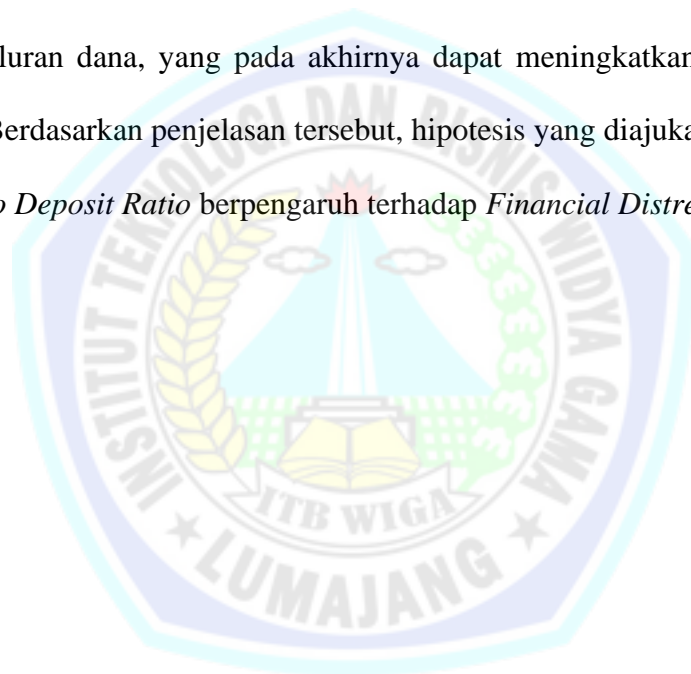 luran dana, yang pada akhirnya dapat meningkatkan
Berdasarkan penjelasan tersebut, hipotesis yang diajuka
o Deposit Ratio berpengaruh terhadap Financial Distre
INSTITUT TEKNOLOGI DAN BISNIS WIDYA GAMA
ITB WIGA
LUMAJANG